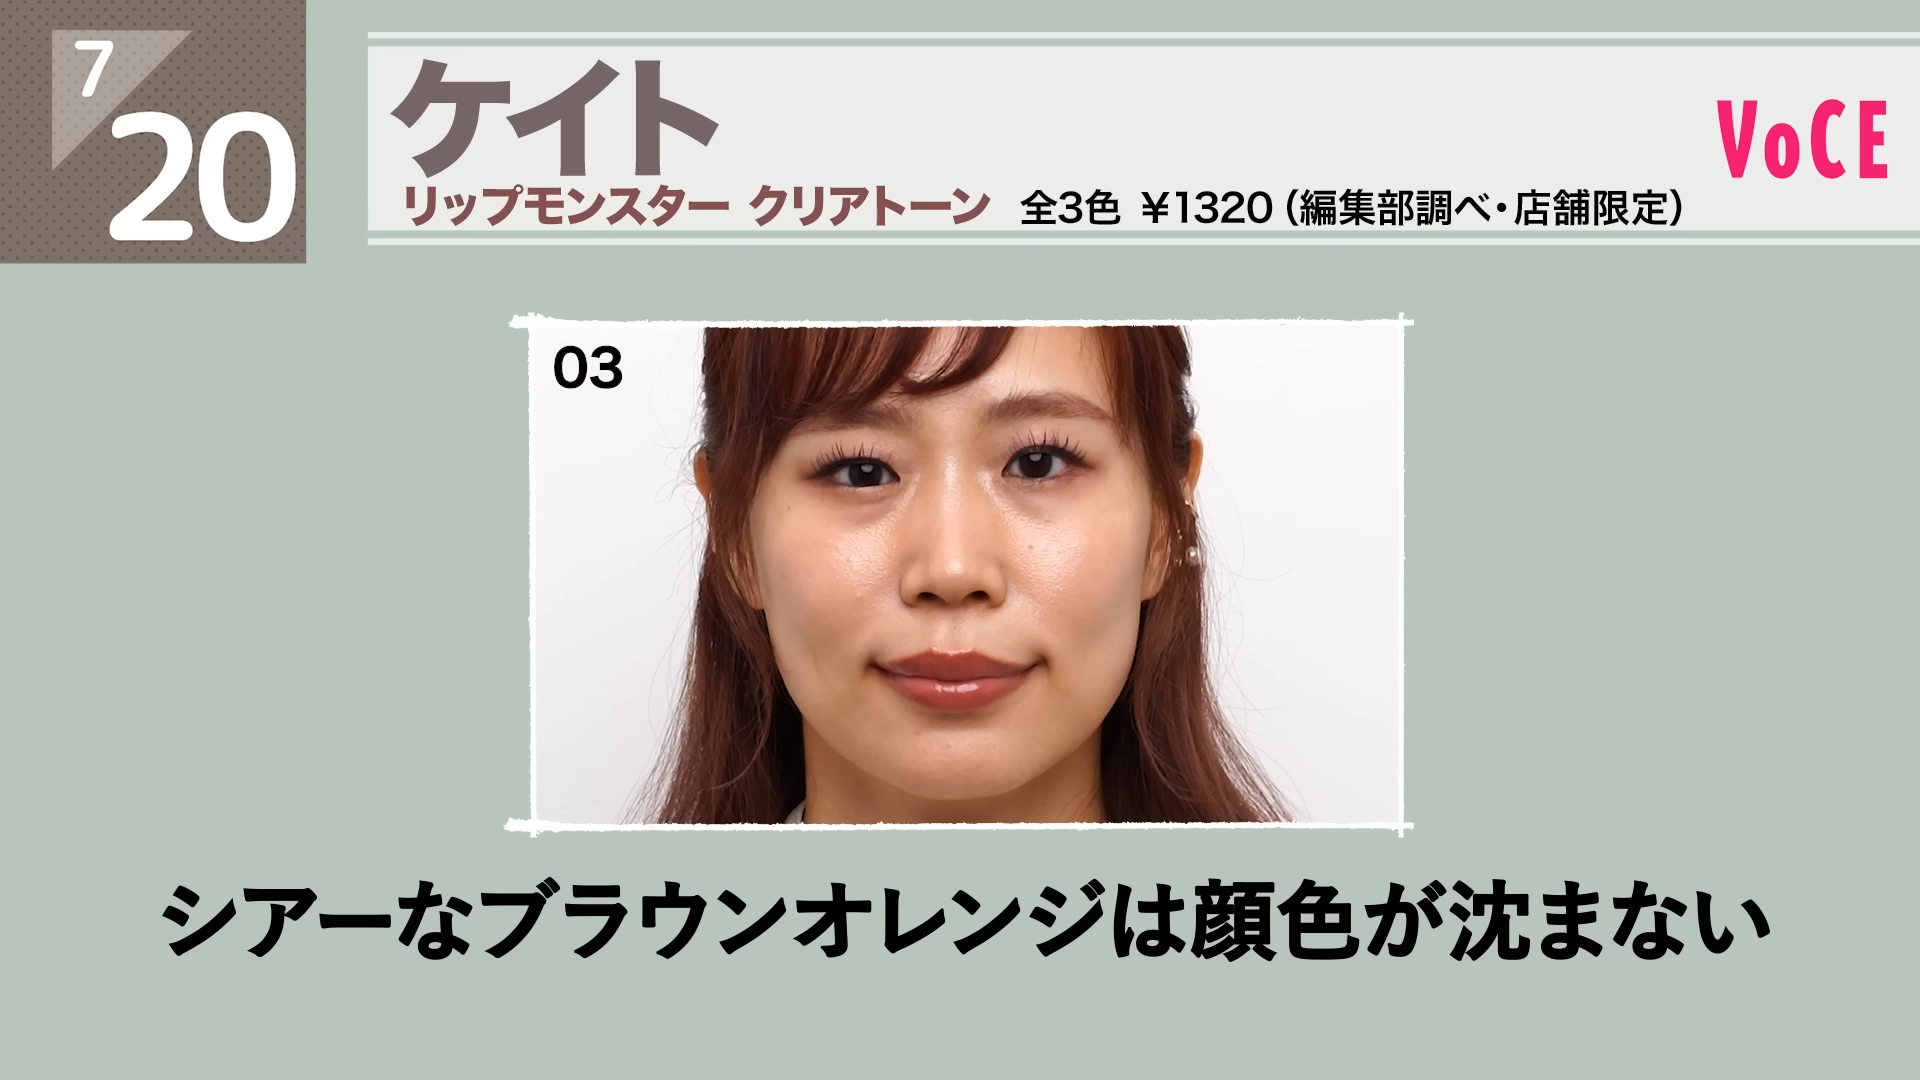 7
20
ケイト
VoCE
リップモンスター クリアトーン 全3色 ¥1320(編集部調べ・店舗限定)
03
シアーなブラウンオレンジは顔色が沈まない